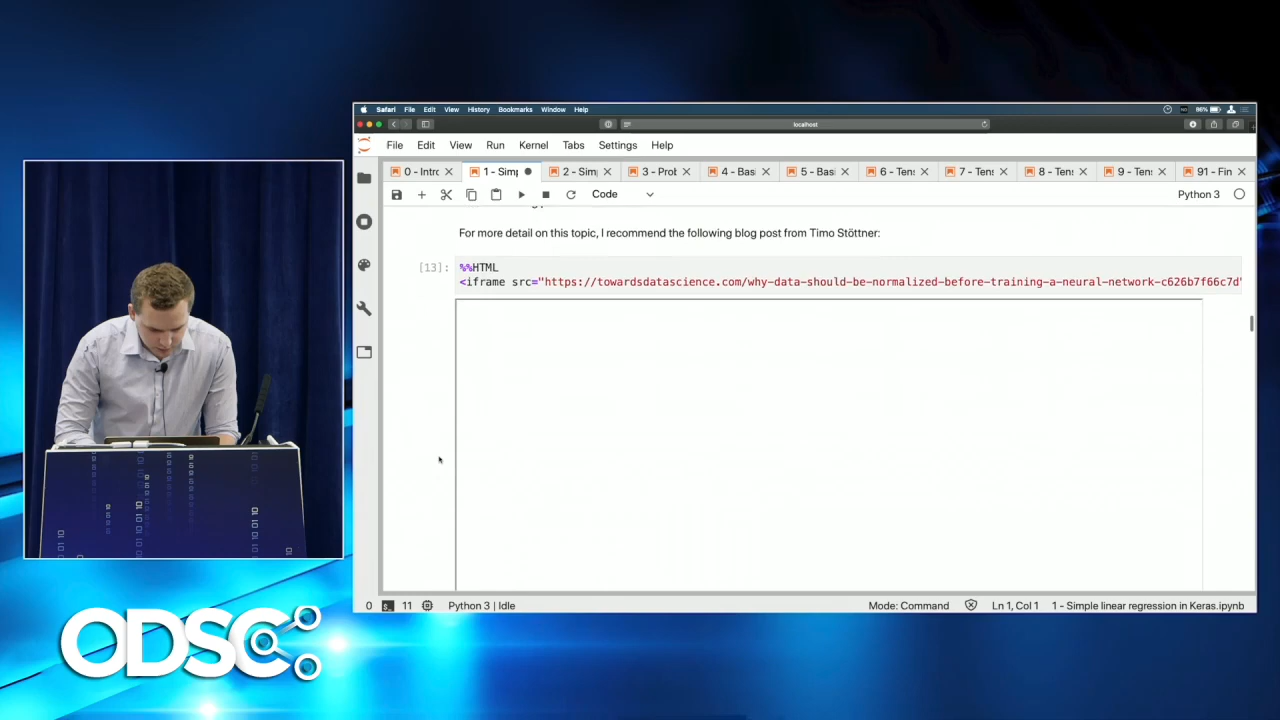 Safari File Edit View History Bookmarks Window Help 86%
localhost
File Edit View Run Kernel Tabs Settings Help
0 - Intro 1 - Simp 2 - Simp 3 - Prol 4 - Basi 5 - Basi 6 - Tens 7 - Tens 8 - Tens 9 - Tens 91 - Fin
Code Python 3
For more detail on this topic, I recommend the following blog post from Timo Stöttner:
[13]: %%HTML
<iframe src="https://towardsdatascience.com/why-data-should-be-normalized-before-training-a-neural-network-c626b7f66c7d"
0 11 Python 3 | Idle Mode: Command Ln 1, Col 1 1 - Simple linear regression in Keras.ipynb
ODSC